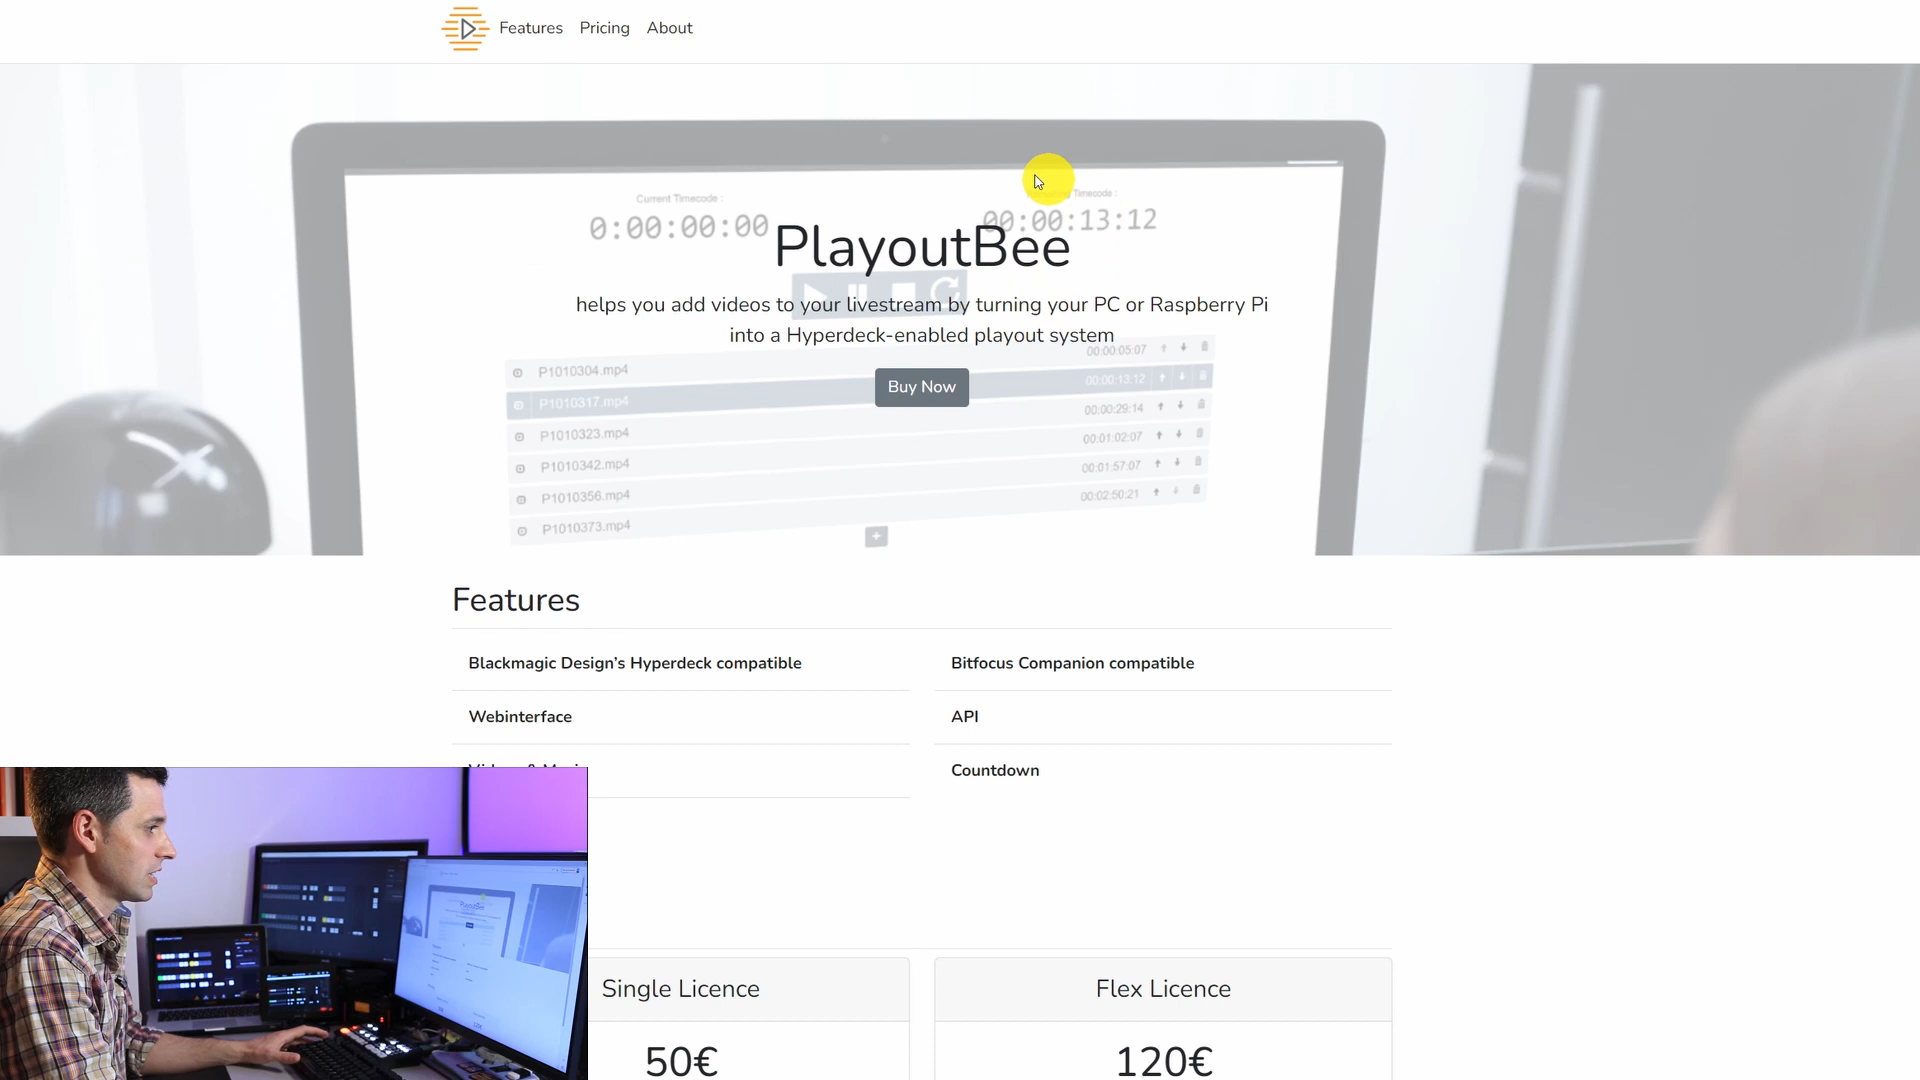 Features Pricing About
Current Timecode :
Timecode :
0:00:00:00
00:00:13:12
PlayoutBee
helps you add videos to your livestream by turning your PC or Raspberry Pi
into a Hyperdeck-enabled playout system
Buy Now
P1010304.mp4 00:00:05:07
P1010317.mp4 00:00:13:12
P1010323.mp4 00:00:29:14
P1010342.mp4 00:01:02:07
P1010356.mp4 00:01:57:07
P1010373.mp4 00:02:50:21
Features
Blackmagic Design’s Hyperdeck compatible
Bitfocus Companion compatible
Webinterface
API
Countdown
Single Licence
Flex Licence
50€
120€